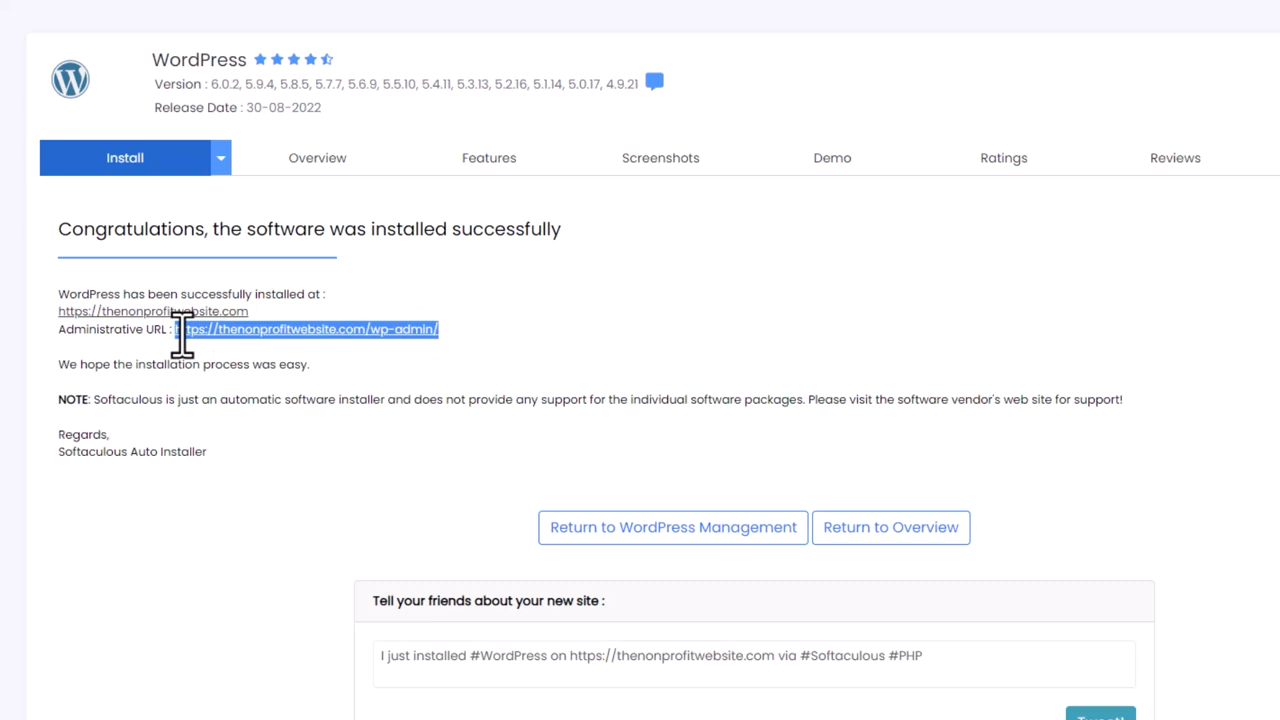 WordPress
Version : 6.0.2, 5.9.4, 5.8.5, 5.7.7, 5.6.9, 5.5.10, 5.4.11, 5.3.13, 5.2.16, 5.1.14, 5.0.17, 4.9.21
Release Date : 30-08-2022
Install Overview Features Screenshots Demo Ratings Reviews
Congratulations, the software was installed successfully
WordPress has been successfully installed at :
https://thenonprofitwebsite.com
Administrative URL : https://thenonprofitwebsite.com/wp-admin/
We hope the installation process was easy.
NOTE: Softaculous is just an automatic software installer and does not provide any support for the individual software packages. Please visit the software vendor's web site for support!
Regards,
Softaculous Auto Installer
Return to WordPress Management Return to Overview
Tell your friends about your new site :
I just installed #WordPress on https://thenonprofitwebsite.com via #Softaculous #PHP
Tweet!